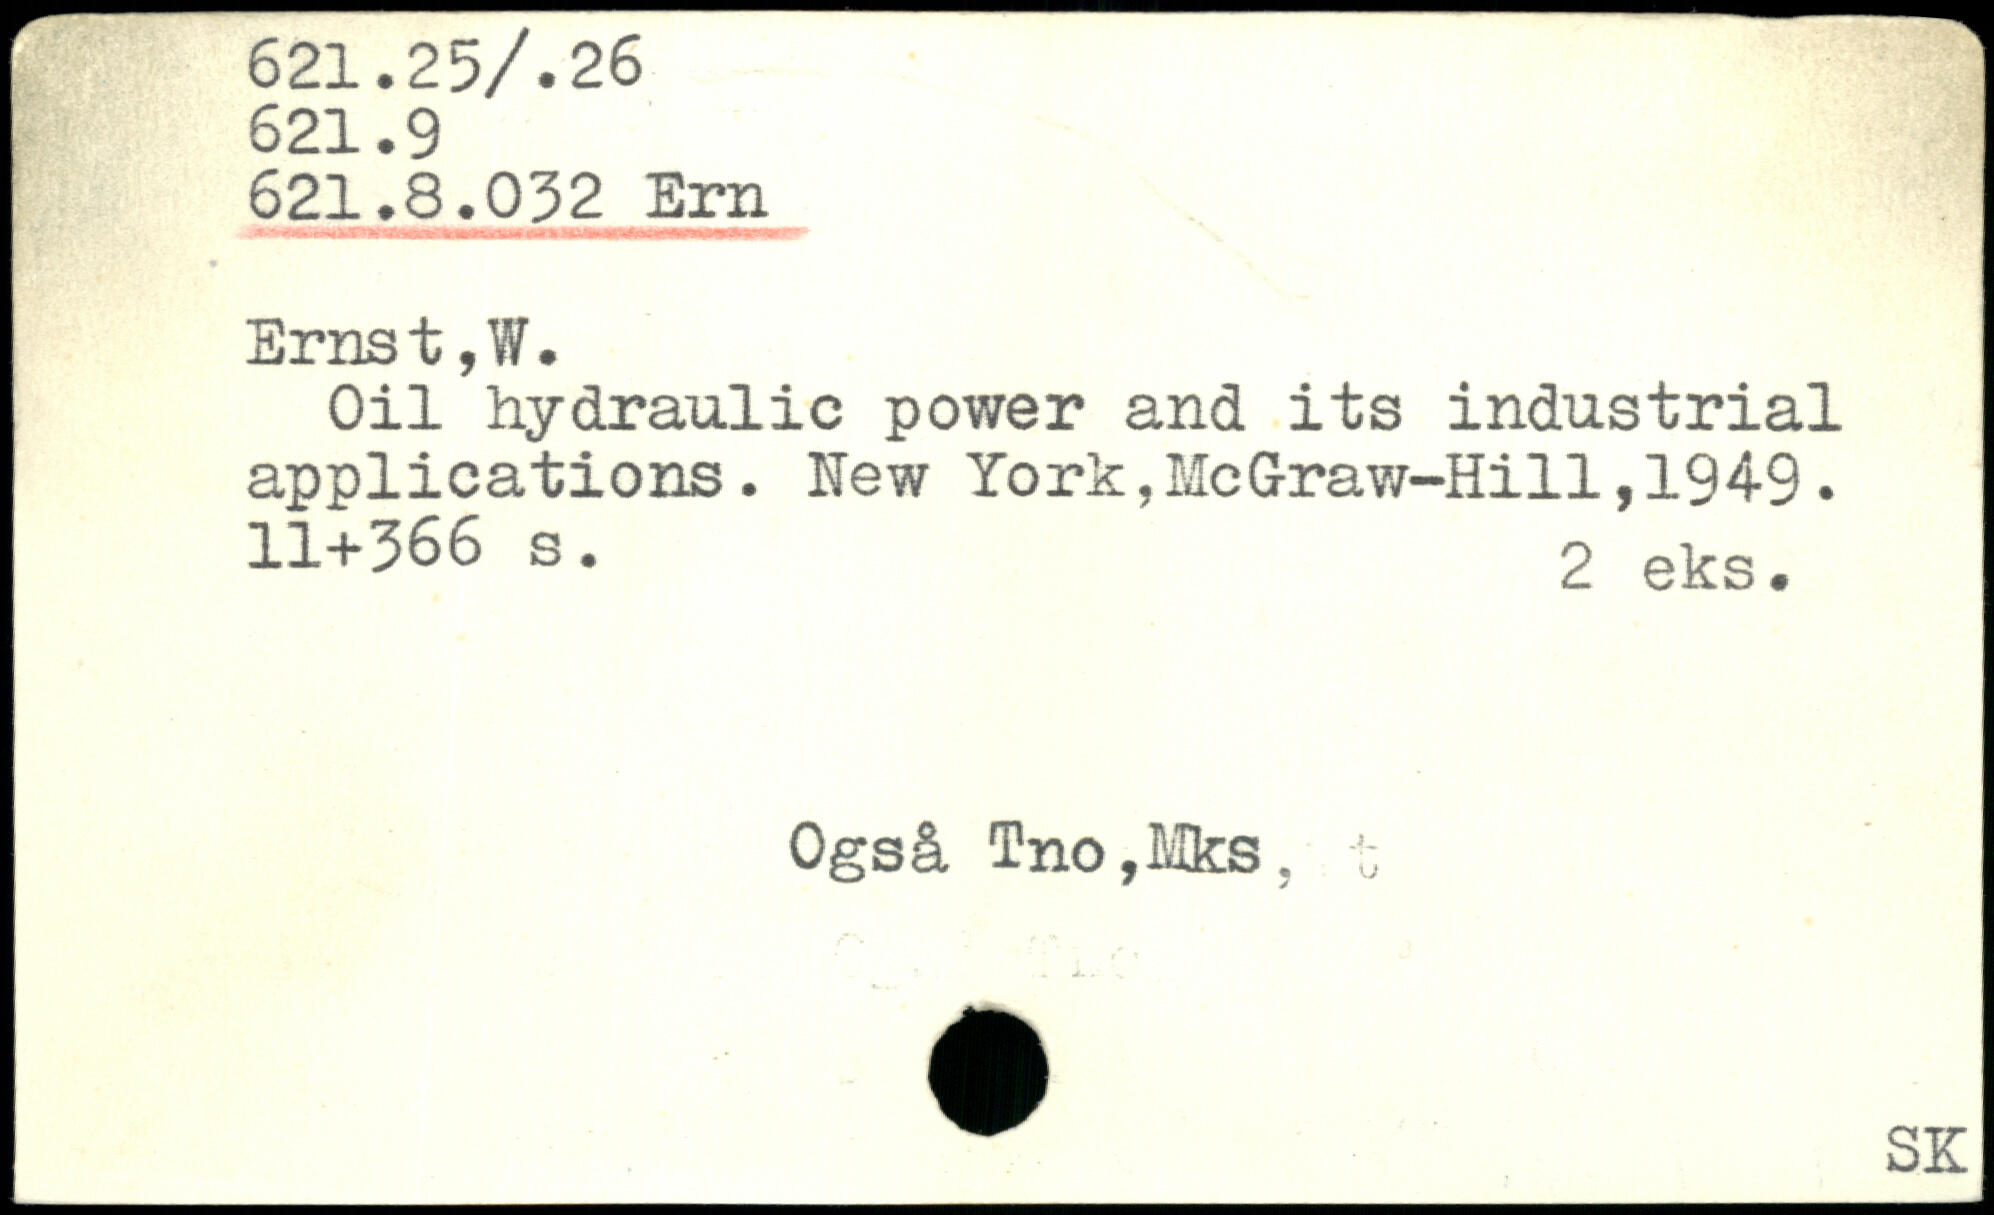 621.25/.26
621.9
621.8.032 Ern
Ernst,W.
Oil hydraulic power and its industrial
applications. New York,McGraw-Hill,1949.
11+366 s.
2 eks.
Også Tno,Mks,
SK